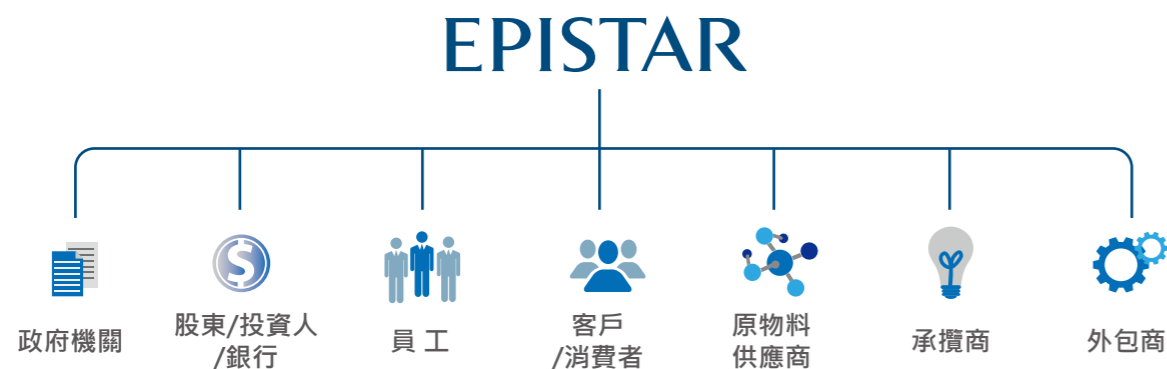 EPISTAR
政府機關
股東/投資人
/銀行
員 工
客戶
/消費者
原物料
供應商
承攬商
外包商